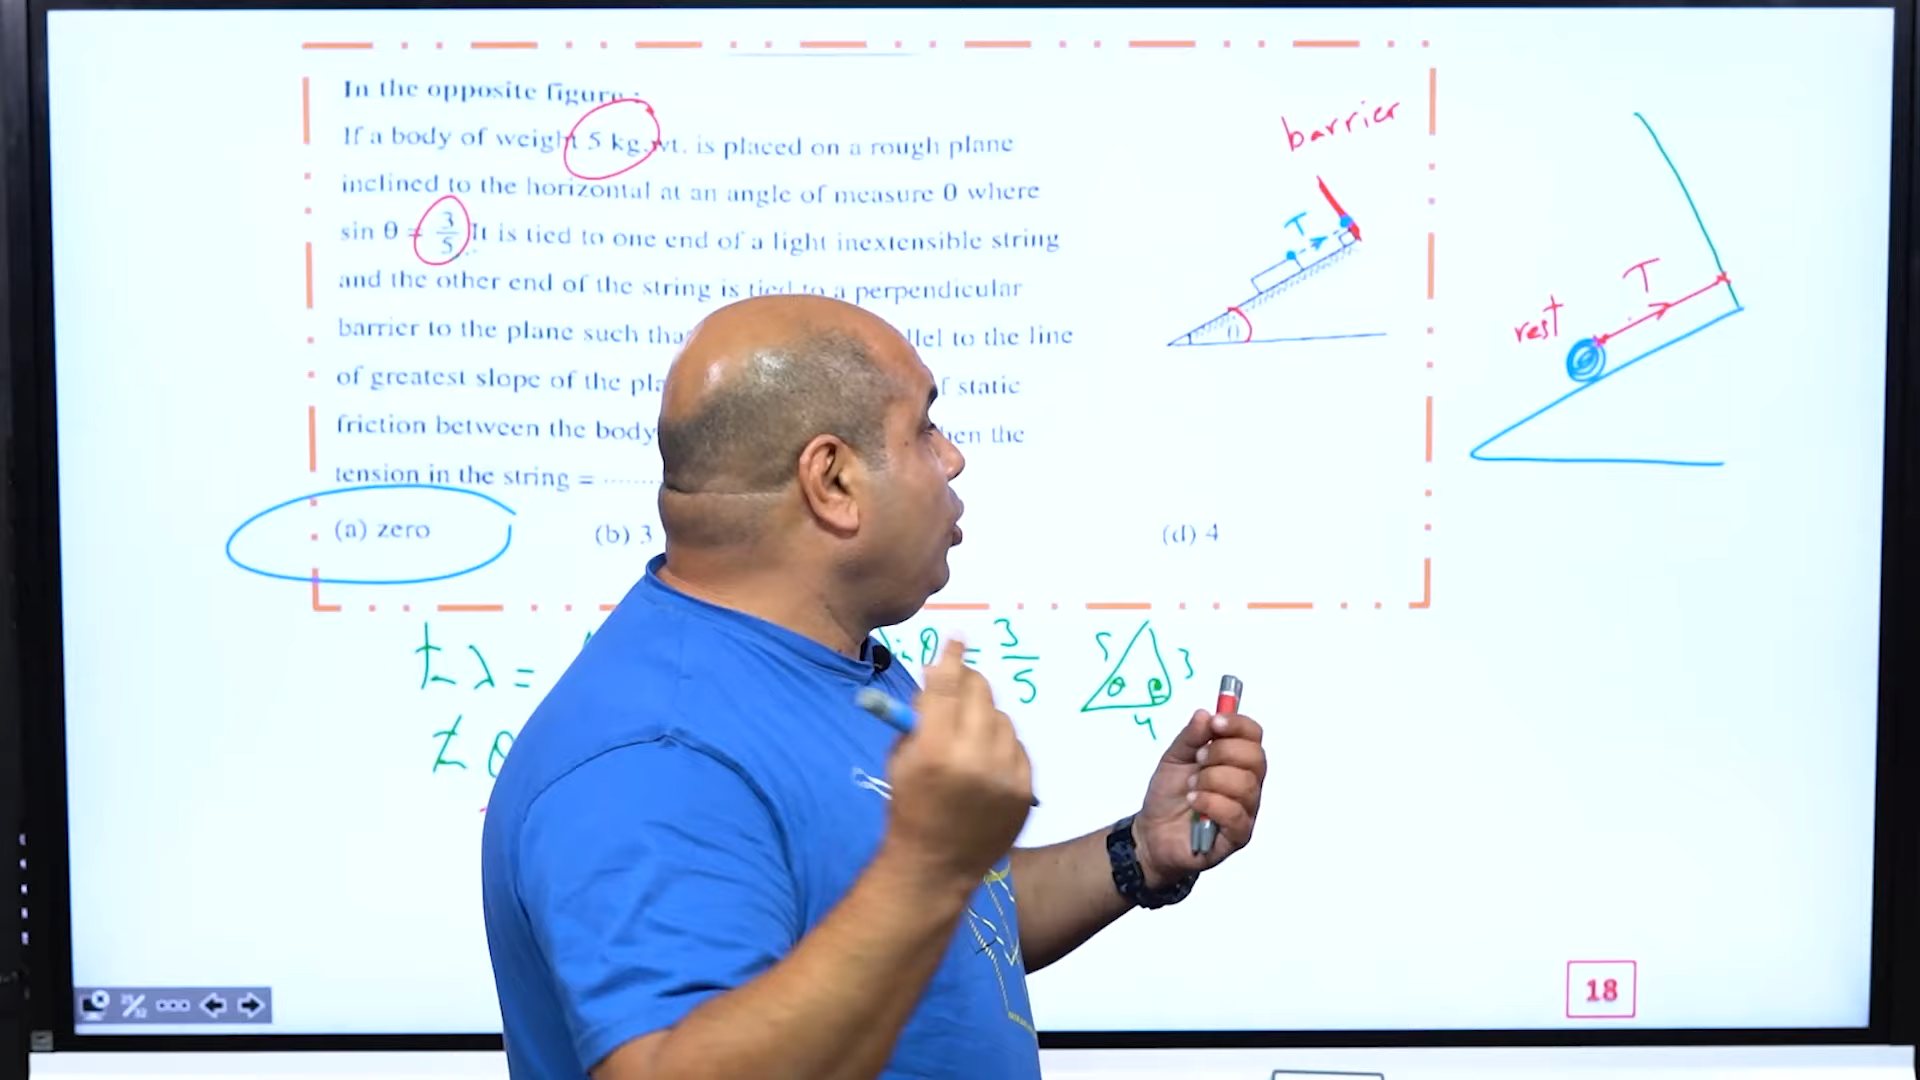 In the opposite figure :
If a body of weight 5 kg.wt. is placed on a rough plane
inclined to the horizontal at an angle of measure θ where
sin θ = 3/5 It is tied to one end of a light inextensible string
and the other end of the string is tied to a perpendicular
barrier to the plane such tha llel to the line
of greatest slope of the pla f static
friction between the body hen the
tension in the string = ........
(a) zero (b) 3 (d) 4
barrier
T
θ
T
rest
t λ =
in θ = 3/5
5 3
θ
4
θ
18